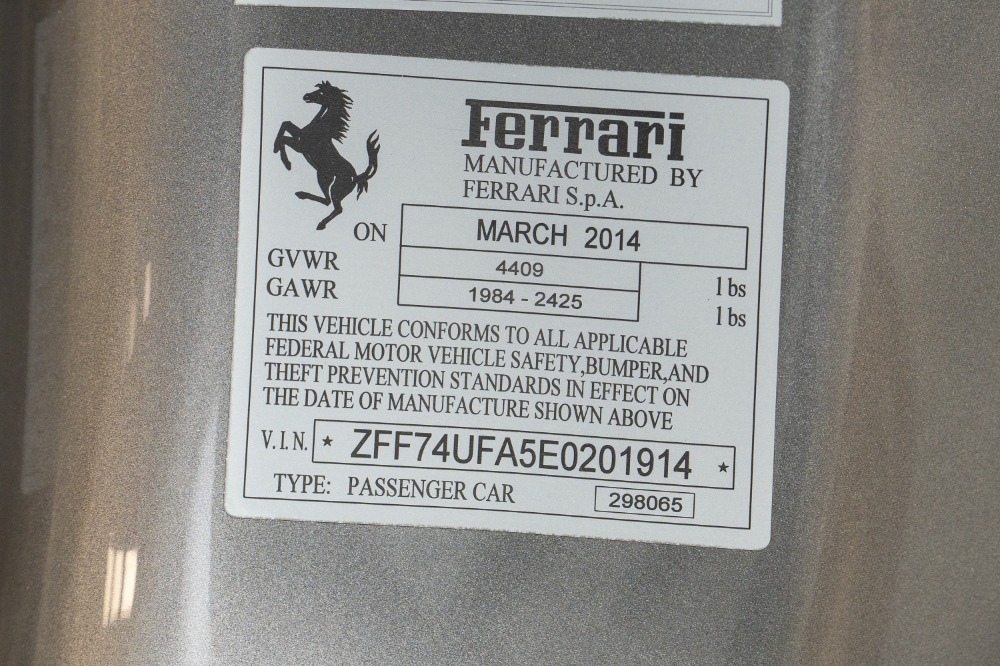 Ferrari
MANUFACTURED BY
FERRARI S.p.A.
ON MARCH 2014
GVWR 4409 lbs
GAWR 1984 - 2425 lbs
THIS VEHICLE CONFORMS TO ALL APPLICABLE
FEDERAL MOTOR VEHICLE SAFETY,BUMPER,AND
THEFT PREVENTION STANDARDS IN EFFECT ON
THE DATE OF MANUFACTURE SHOWN ABOVE
V.I.N. ★ ZFF74UFA5E0201914 ★
TYPE: PASSENGER CAR 298065